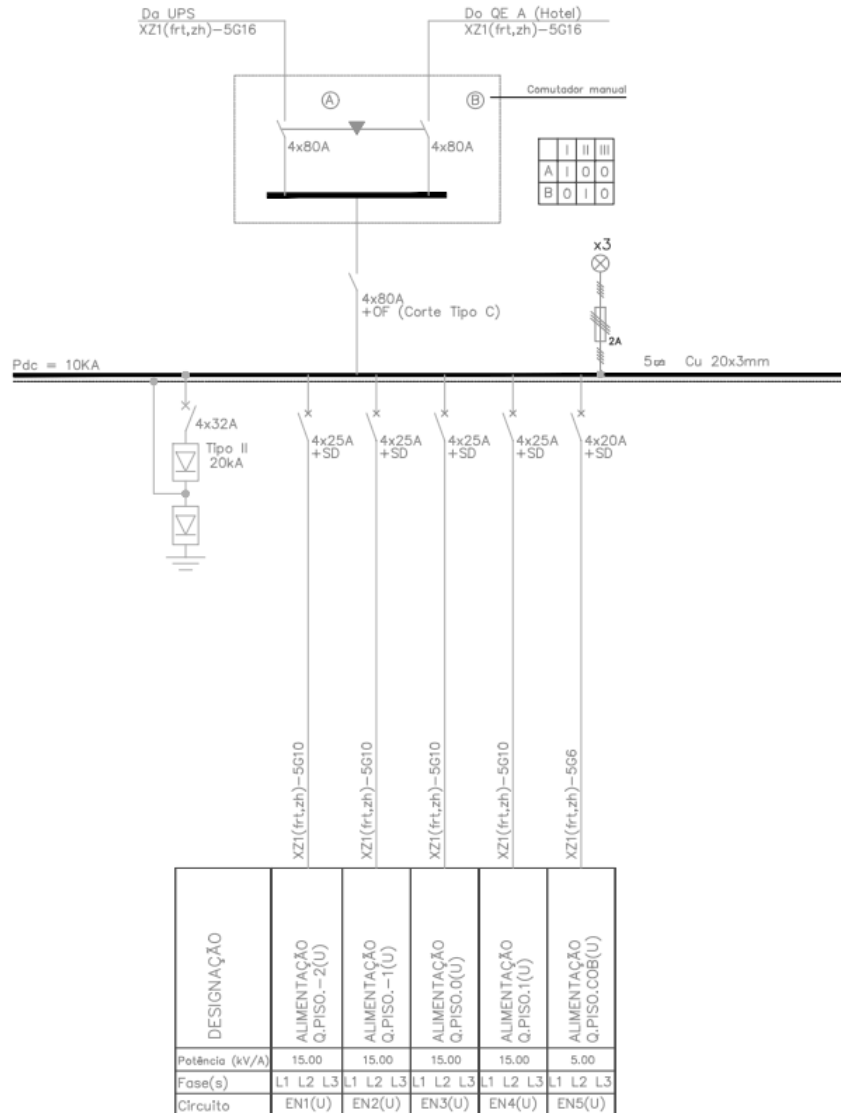 Da UPS
XZ1(frt,zh)-5G16
Do QE A (Hotel)
XZ1(frt,zh)-5G16
A
B
Comutador manual
4x80A
4x80A
I II III
A I 0 0
B 0 I 0
x3
4x80A
+OF (Corte Tipo C)
2A
Pdc = 10KA
Cu 20x3mm
4x32A
Tipo II
20kA
4x25A
+SD
4x25A
+SD
4x25A
+SD
4x25A
+SD
4x20A
+SD
XZ1(frt,zh)-5G10
XZ1(frt,zh)-5G10
XZ1(frt,zh)-5G10
XZ1(frt,zh)-5G10
XZ1(frt,zh)-5G6
DESIGNAÇÃO
ALIMENTAÇÃO
Q.PISO.-2(U)
ALIMENTAÇÃO
Q.PISO.-1(U)
ALIMENTAÇÃO
Q.PISO.0(U)
ALIMENTAÇÃO
Q.PISO.1(U)
ALIMENTAÇÃO
Q.PISO.COB(U)
Potência (kV/A) 15.00 15.00 15.00 15.00 5.00
Fase(s) L1 L2 L3 L1 L2 L3 L1 L2 L3 L1 L2 L3 L1 L2 L3
Circuito EN1(U) EN2(U) EN3(U) EN4(U) EN5(U)